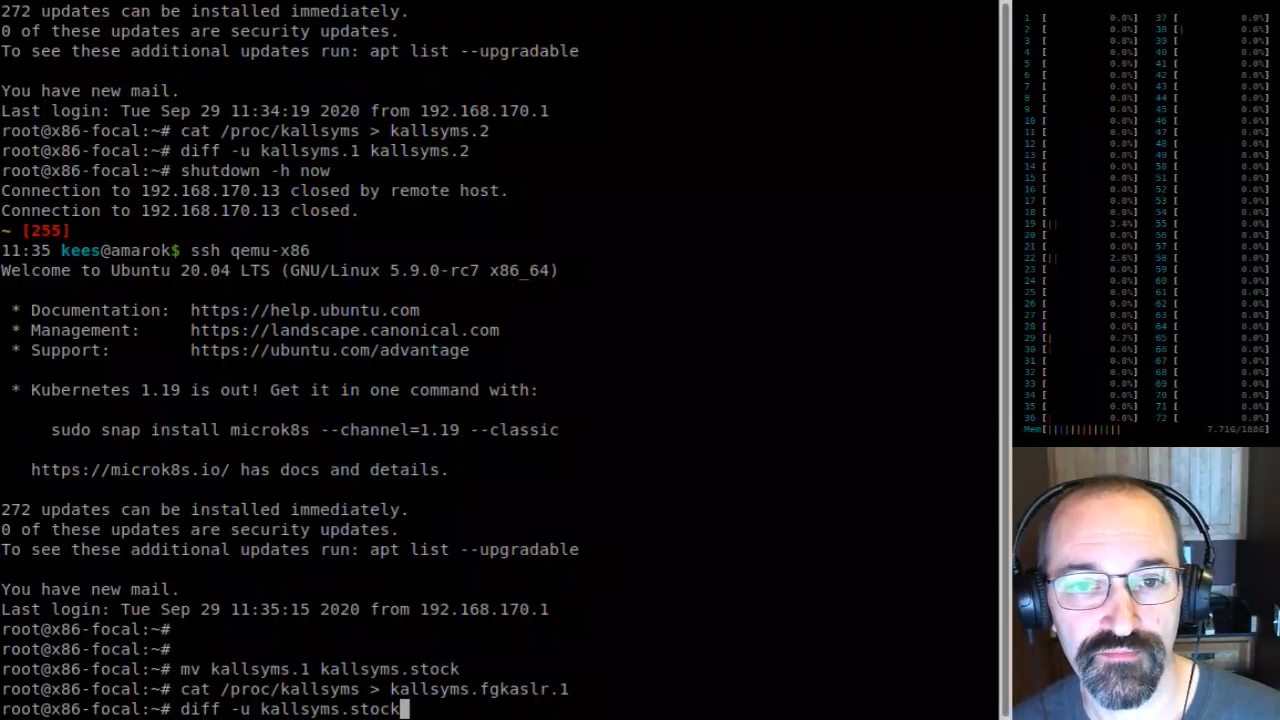 272 updates can be installed immediately.
0 of these updates are security updates.
To see these additional updates run: apt list --upgradable
You have new mail.
Last login: Tue Sep 29 11:34:19 2020 from 192.168.170.1
root@x86-focal:~# cat /proc/kallsyms > kallsyms.2
root@x86-focal:~# diff -u kallsyms.1 kallsyms.2
root@x86-focal:~# shutdown -h now
Connection to 192.168.170.13 closed by remote host.
Connection to 192.168.170.13 closed.
~ [255]
11:35 kees@amarok$ ssh qemu-x86
Welcome to Ubuntu 20.04 LTS (GNU/Linux 5.9.0-rc7 x86_64)
* Documentation: https://help.ubuntu.com
* Management: https://landscape.canonical.com
* Support: https://ubuntu.com/advantage
* Kubernetes 1.19 is out! Get it in one command with:
sudo snap install microk8s --channel=1.19 --classic
https://microk8s.io/ has docs and details.
272 updates can be installed immediately.
0 of these updates are security updates.
To see these additional updates run: apt list --upgradable
You have new mail.
Last login: Tue Sep 29 11:35:15 2020 from 192.168.170.1
root@x86-focal:~#
root@x86-focal:~#
root@x86-focal:~# mv kallsyms.1 kallsyms.stock
root@x86-focal:~# cat /proc/kallsyms > kallsyms.fgkaslr.1
root@x86-focal:~# diff -u kallsyms.stock
Mem[ 7.71G/188G]